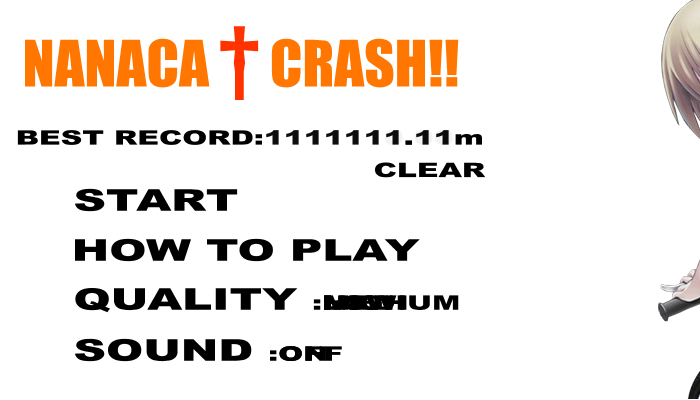 NANACA†CRASH!!
BEST RECORD:1111111.11m
CLEAR
START
HOW TO PLAY
QUALITY :
SOUND :